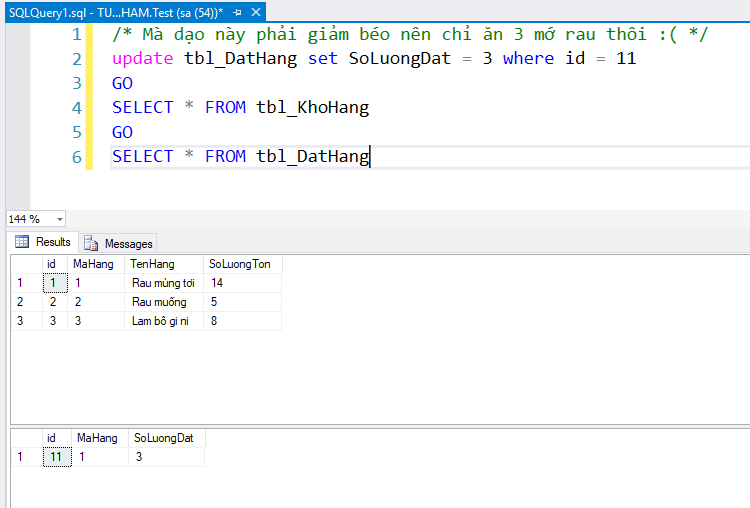 SQLQuery1.sql - TU...HAM.Test (sa (54))*
1 /* Mà dạo này phải giảm béo nên chỉ ăn 3 mớ rau thôi :( */
2 update tbl_DatHang set SoLuongDat = 3 where id = 11
3 GO
4 SELECT * FROM tbl_KhoHang
5 GO
6 SELECT * FROM tbl_DatHang
144 %
Results Messages
id MaHang TenHang SoLuongTon
1 1 1 Rau mùng tơi 14
2 2 2 Rau muống 5
3 3 3 Lam bô gi ni 8
id MaHang SoLuongDat
1 11 1 3